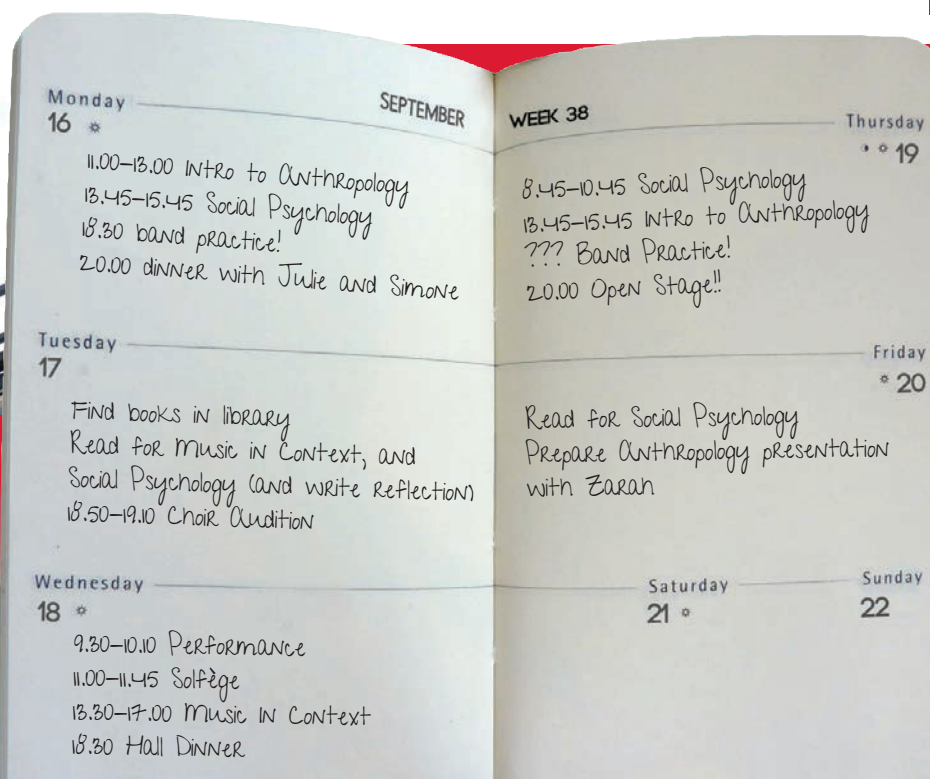 Monday
SEPTEMBER
16
11.00–13.00 Intro to Anthropology
13.45–15.45 Social Psychology
18.30 band practice!
20.00 dinner with Julie and Simone
Tuesday
17
Find books in library
Read for Music in Context, and
Social Psychology (and write reflection)
18.50–19.10 Choir Audition
Wednesday
18
9.30–10.10 Performance
11.00–11.45 Solfège
13.30–17.00 Music in Context
18.30 Hall Dinner
WEEK 38
Thursday
19
8.45–10.45 Social Psychology
13.45–15.45 Intro to Anthropology
??? Band Practice!
20.00 Open Stage!!
Friday
20
Read for Social Psychology
Prepare Anthropology presentation
with Zarah
Saturday
21
Sunday
22